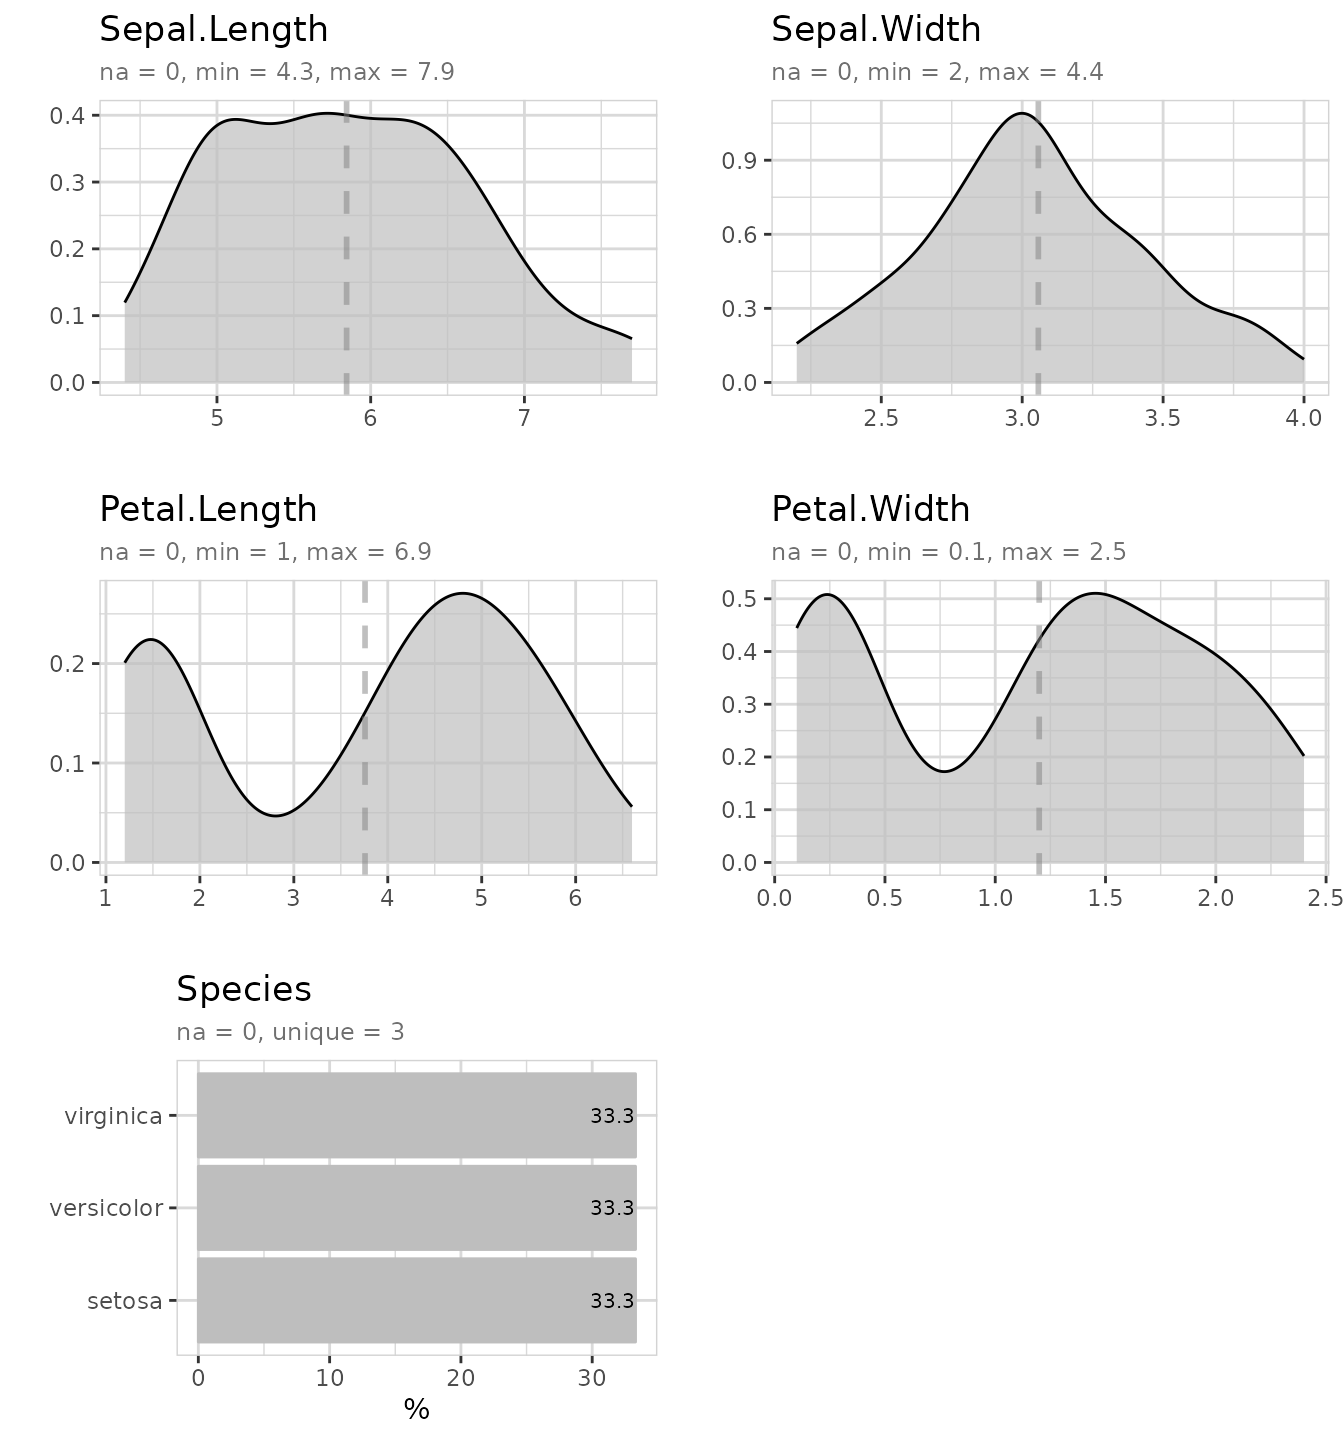 Sepal.Length
na = 0, min = 4.3, max = 7.9
0.4
0.3
0.2
0.1
0.0
5 6 7
Sepal.Width
na = 0, min = 2, max = 4.4
0.9
0.6
0.3
0.0
2.5 3.0 3.5 4.0
Petal.Length
na = 0, min = 1, max = 6.9
0.2
0.1
0.0
1 2 3 4 5 6
Petal.Width
na = 0, min = 0.1, max = 2.5
0.5
0.4
0.3
0.2
0.1
0.0
0.0 0.5 1.0 1.5 2.0 2.5
Species
na = 0, unique = 3
virginica 33.3
versicolor 33.3
setosa 33.3
0 10 20 30
%